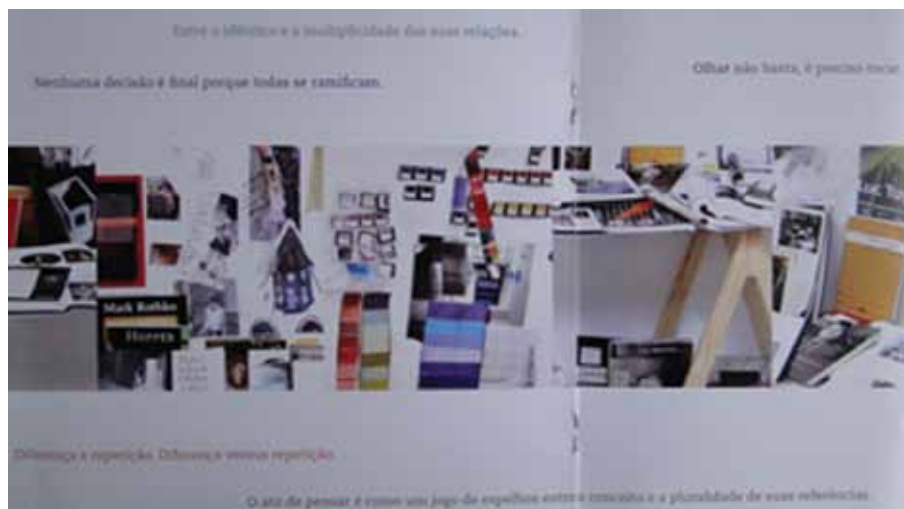 Entre o idêntico e a multiplicidade das suas relações.
Nenhuma decisão é final porque todas se ramificam.
Olhar não basta, é preciso tocar.
Mark Rothko
Diferença e repetição. Diferença versus repetição.
O ato de pensar é como um jogo de espelhos entre o conceito e a pluralidade de suas referências.